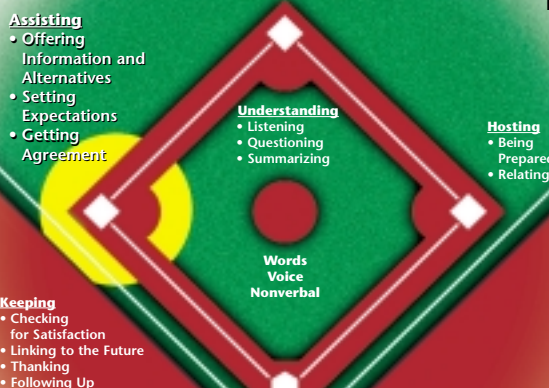 Assisting
• Offering
Information and
Alternatives
• Setting
Expectations
• Getting
Agreement
Understanding
• Listening
• Questioning
• Summarizing
Hosting
• Being
Prepared
• Relating
Words
Voice
Nonverbal
Keeping
• Checking
for Satisfaction
• Linking to the Future
• Thanking
• Following Up